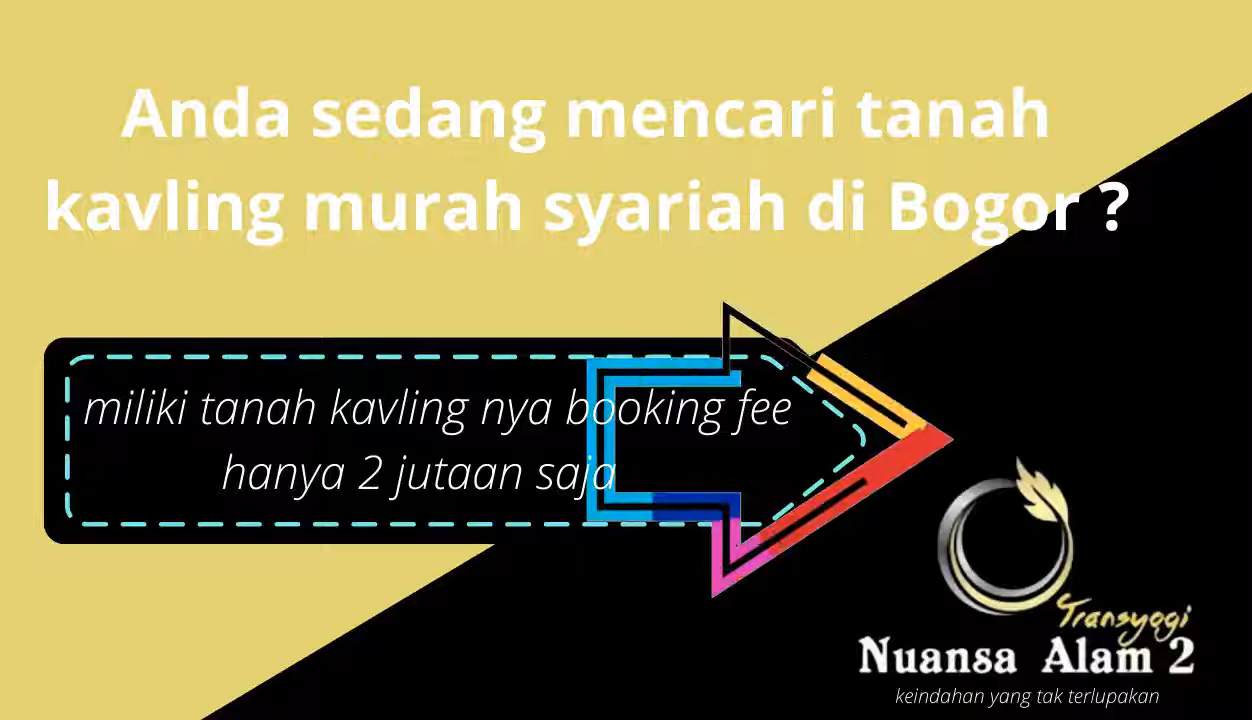 Anda sedang mencari tanah
kavling murah syariah di Bogor ?
miliki tanah kavling nya booking fee
hanya 2 jutaan saja
Transyogi
Nuansa Alam 2
keindahan yang tak terlupakan